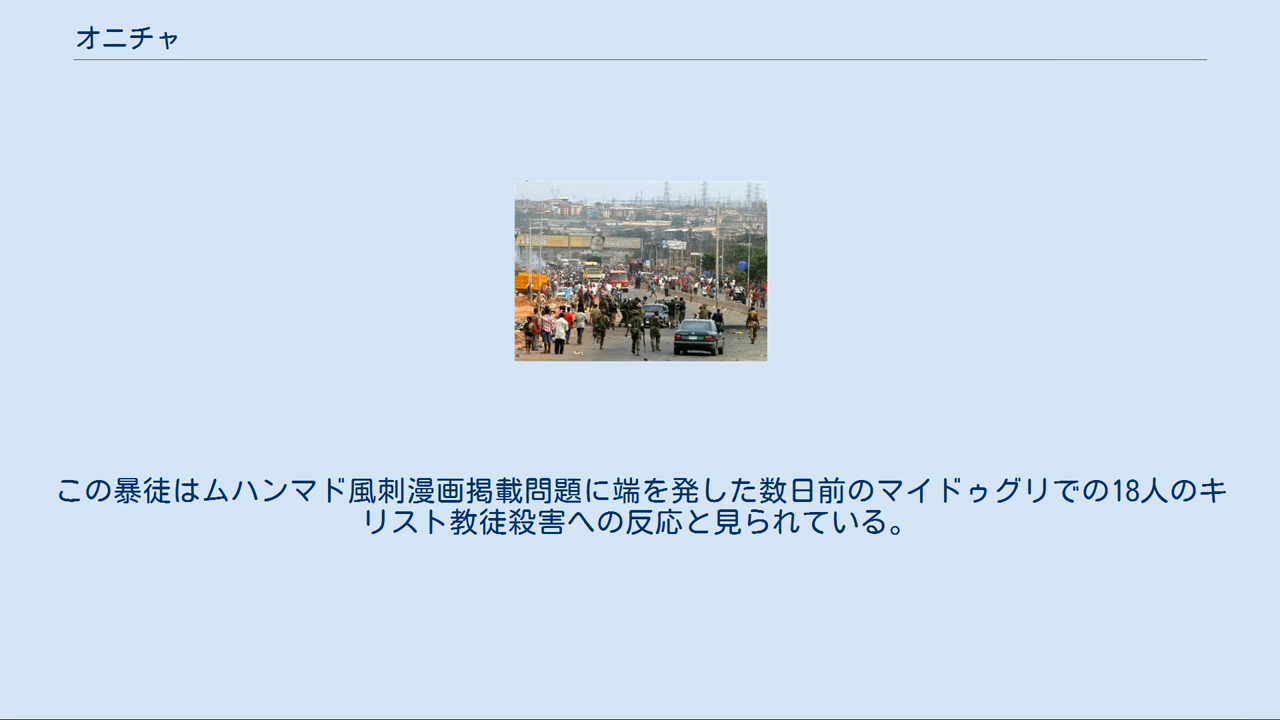 オニチャ
この暴徒はムハンマド風刺漫画掲載問題に端を発した数日前のマイドゥグリでの18人のキ
リスト教徒殺害への反応と見られている。